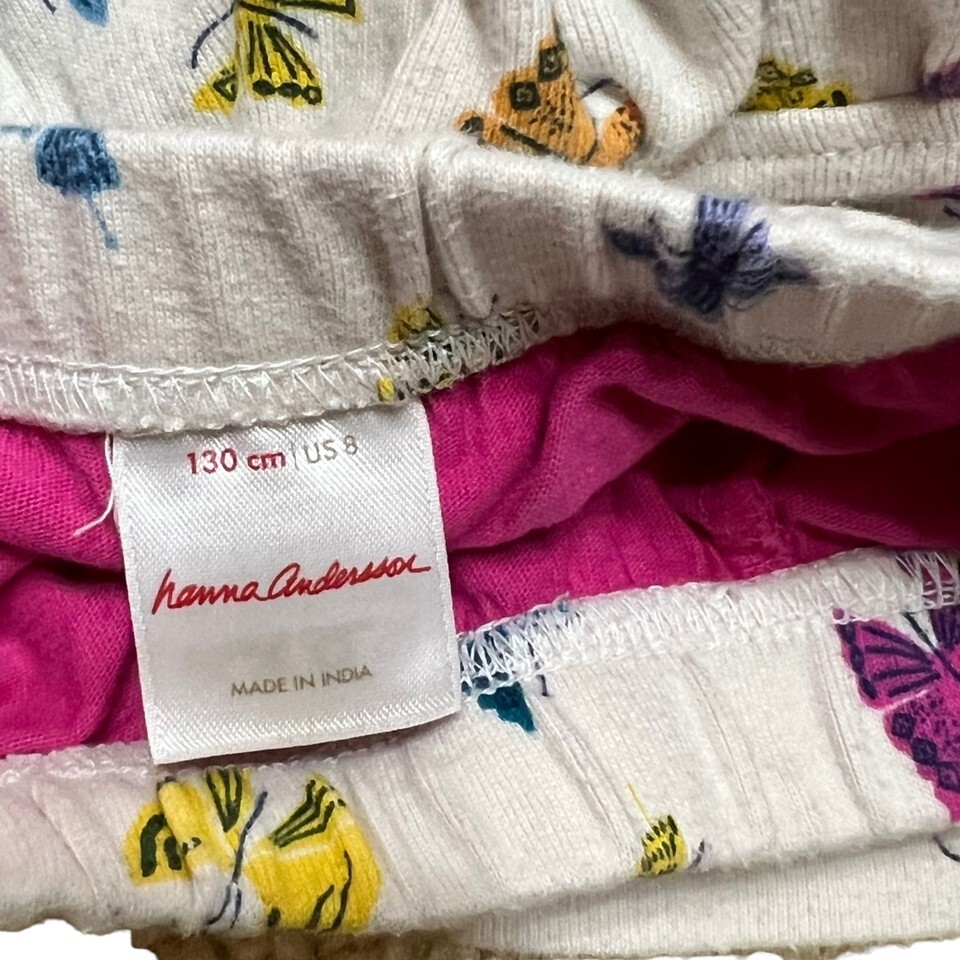 130 cm | US 8
hanna andersson
MADE IN INDIA